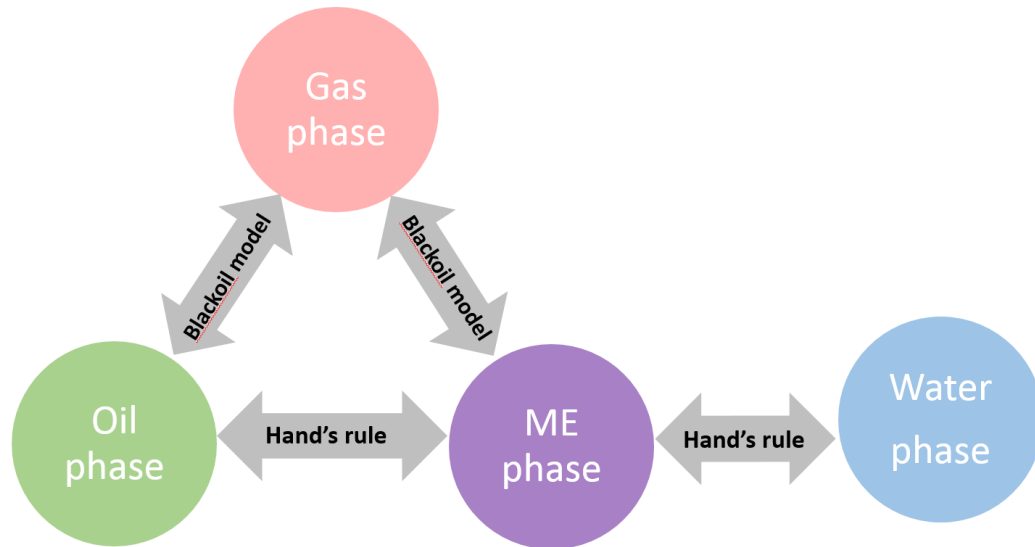 Gas
phase
Blackoil model
Blackoil model
Oil
phase
Hand's rule
ME
phase
Hand's rule
Water
phase